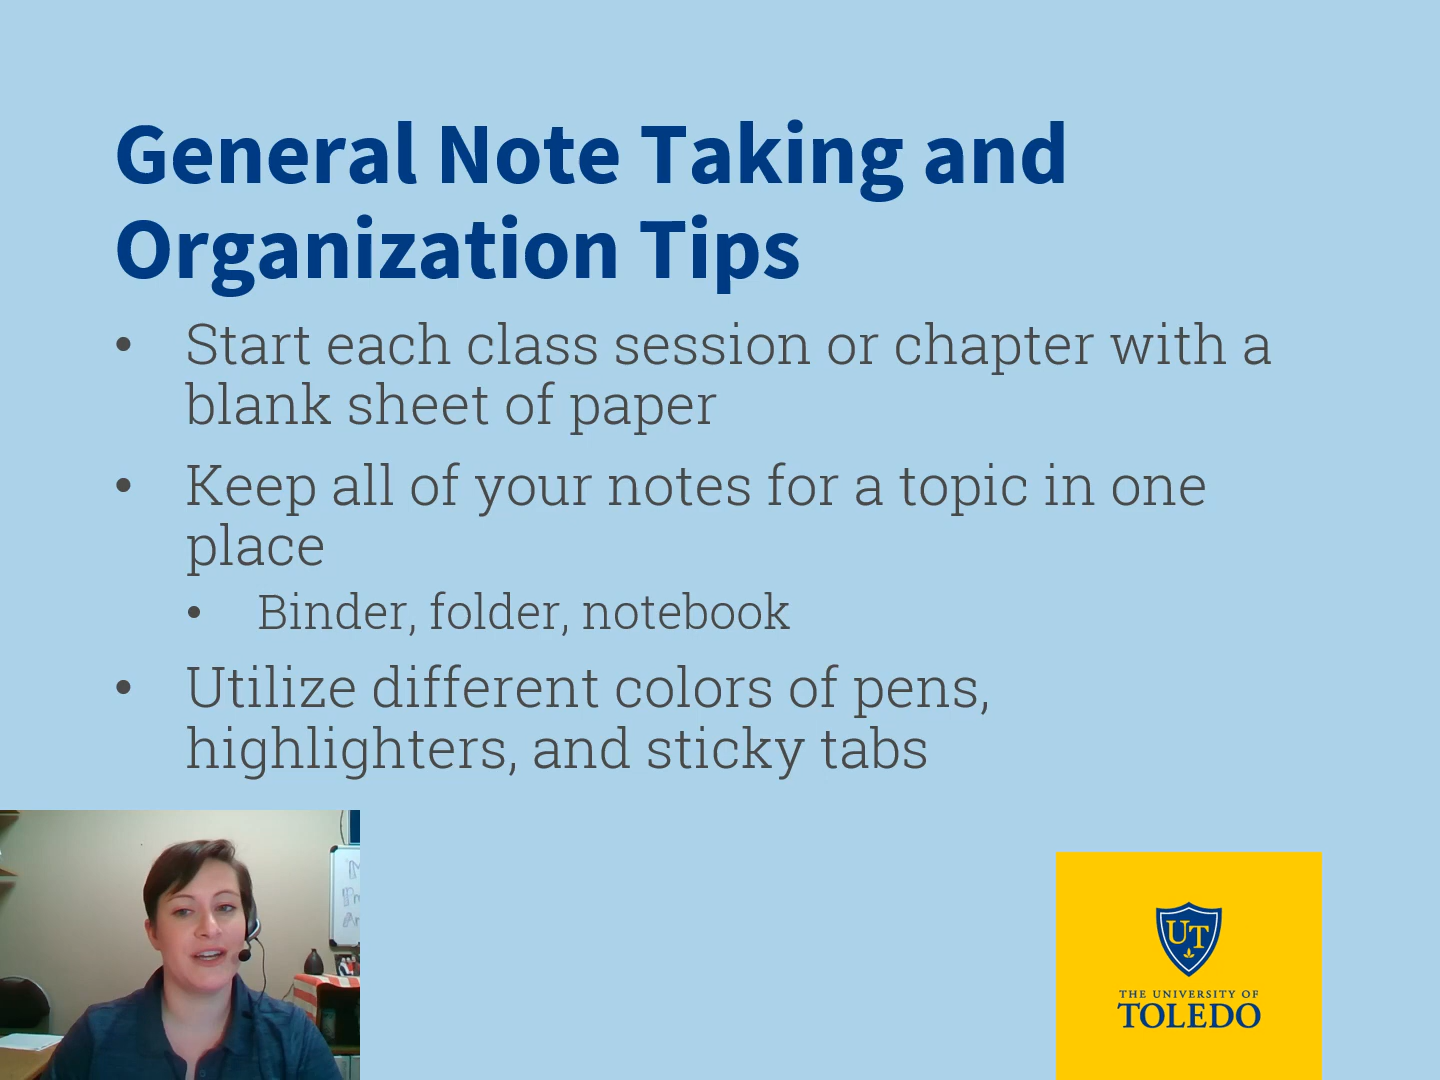 General Note Taking and
Organization Tips
• Start each class session or chapter with a
blank sheet of paper
• Keep all of your notes for a topic in one
place
• Binder, folder, notebook
• Utilize different colors of pens,
highlighters, and sticky tabs
UT
THE UNIVERSITY OF
TOLEDO